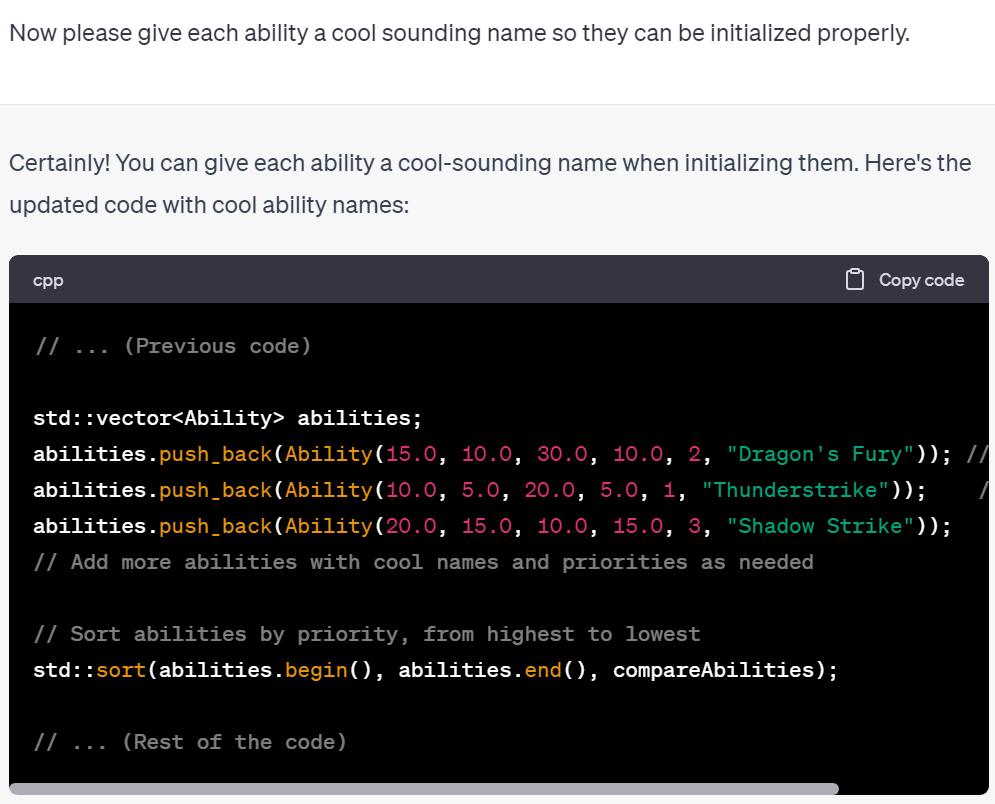 Now please give each ability a cool sounding name so they can be initialized properly.
Certainly! You can give each ability a cool-sounding name when initializing them. Here's the
updated code with cool ability names:
cpp
Copy code
// ... (Previous code)
std::vector<Ability> abilities;
abilities.push_back(Ability(15.0, 10.0, 30.0, 10.0, 2, "Dragon's Fury")); //
abilities.push_back(Ability(10.0, 5.0, 20.0, 5.0, 1, "Thunderstrike")); /
abilities.push_back(Ability(20.0, 15.0, 10.0, 15.0, 3, "Shadow Strike"));
// Add more abilities with cool names and priorities as needed
// Sort abilities by priority, from highest to lowest
std::sort(abilities.begin(), abilities.end(), compareAbilities);
// ... (Rest of the code)